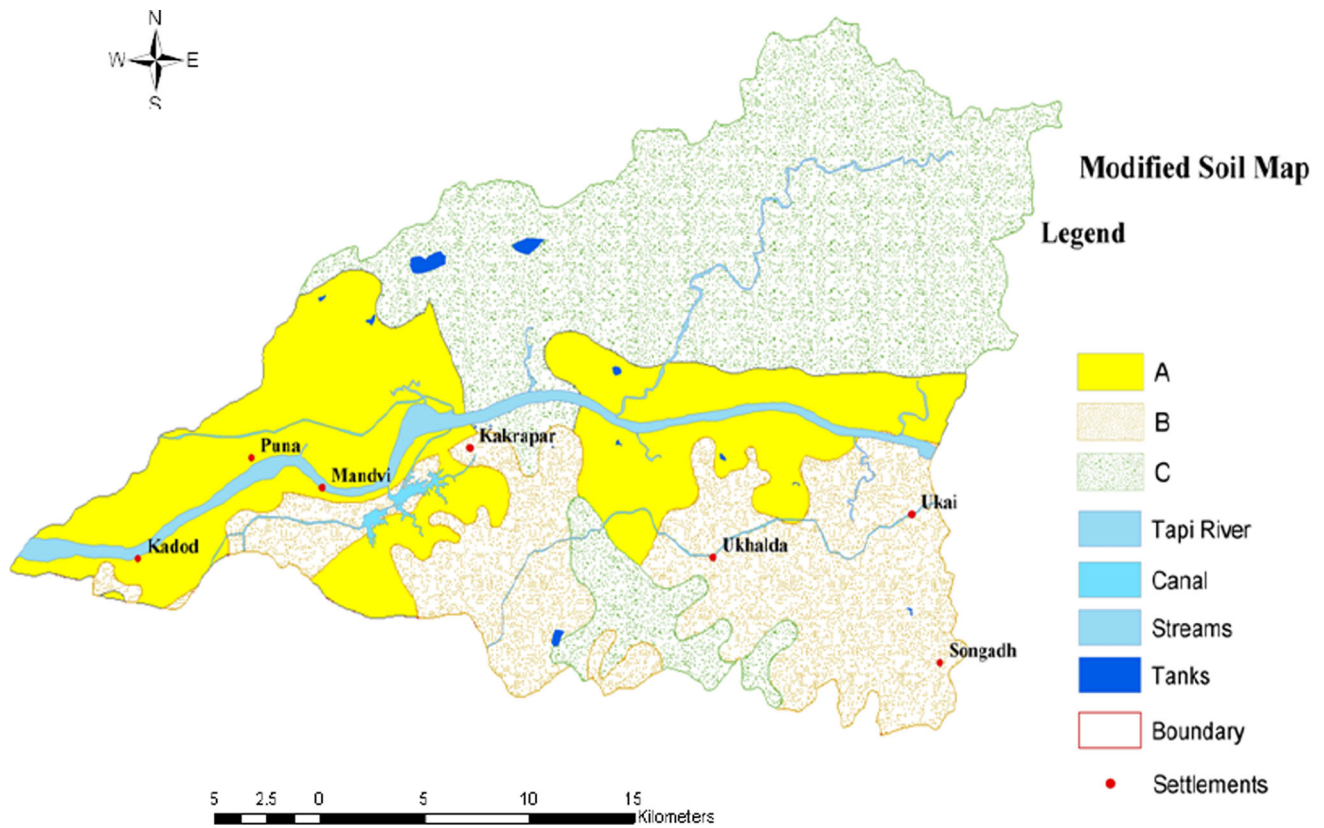 N
W E
S
Modified Soil Map
Legend
A
B
C
Tapi River
Canal
Streams
Tanks
Boundary
Settlements
Kakrapar
Puna
Mandvi
Ukai
Kadod
Ukhalda
Songadh
5 2.5 0 5 10 15
Kilometers